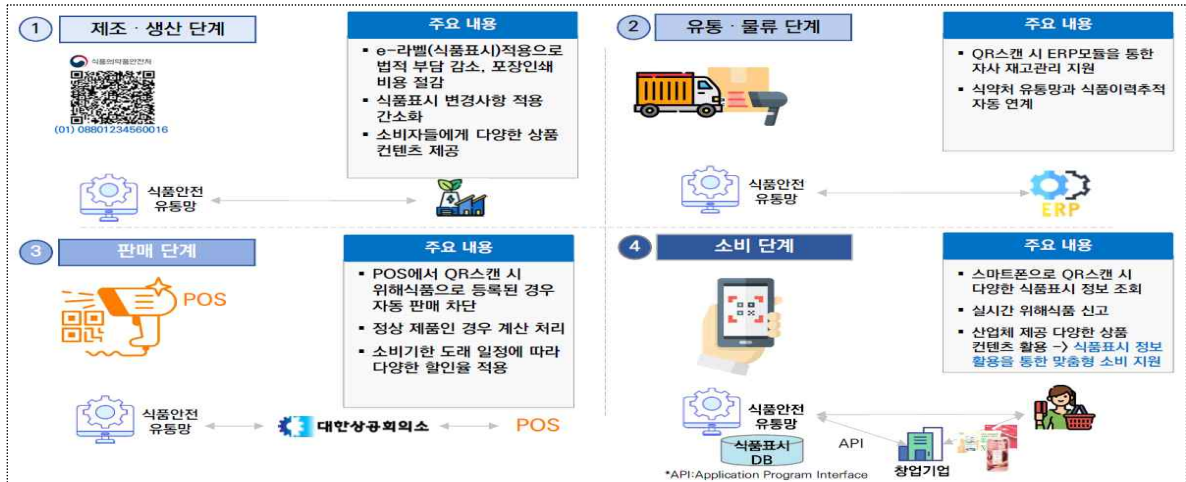 1 제조 · 생산 단계
식품의약품안전처
(01) 08801234560016
주요 내용
▪ e-라벨(식품표시)적용으로
법적 부담 감소, 포장인쇄
비용 절감
▪ 식품표시 변경사항 적용
간소화
▪ 소비자들에게 다양한 상품
컨텐츠 제공
식품안전
유통망
2 유통 · 물류 단계
주요 내용
▪ QR스캔 시 ERP모듈을 통한
자사 재고관리 지원
▪ 식약처 유통망과 식품이력추적
자동 연계
식품안전
유통망
ERP
3 판매 단계
POS
주요 내용
▪ POS에서 QR스캔 시
위해식품으로 등록된 경우
자동 판매 차단
▪ 정상 제품인 경우 계산 처리
▪ 소비기한 도래 일정에 따라
다양한 할인율 적용
식품안전
유통망
대한상공회의소
POS
4 소비 단계
주요 내용
▪ 스마트폰으로 QR스캔 시
다양한 식품표시 정보 조회
▪ 실시간 위해식품 신고
▪ 산업체 제공 다양한 상품
컨텐츠 활용 -> 식품표시 정보
활용을 통한 맞춤형 소비 지원
식품안전
유통망
식품표시
DB
API
창업기업
*API:Application Program Interface